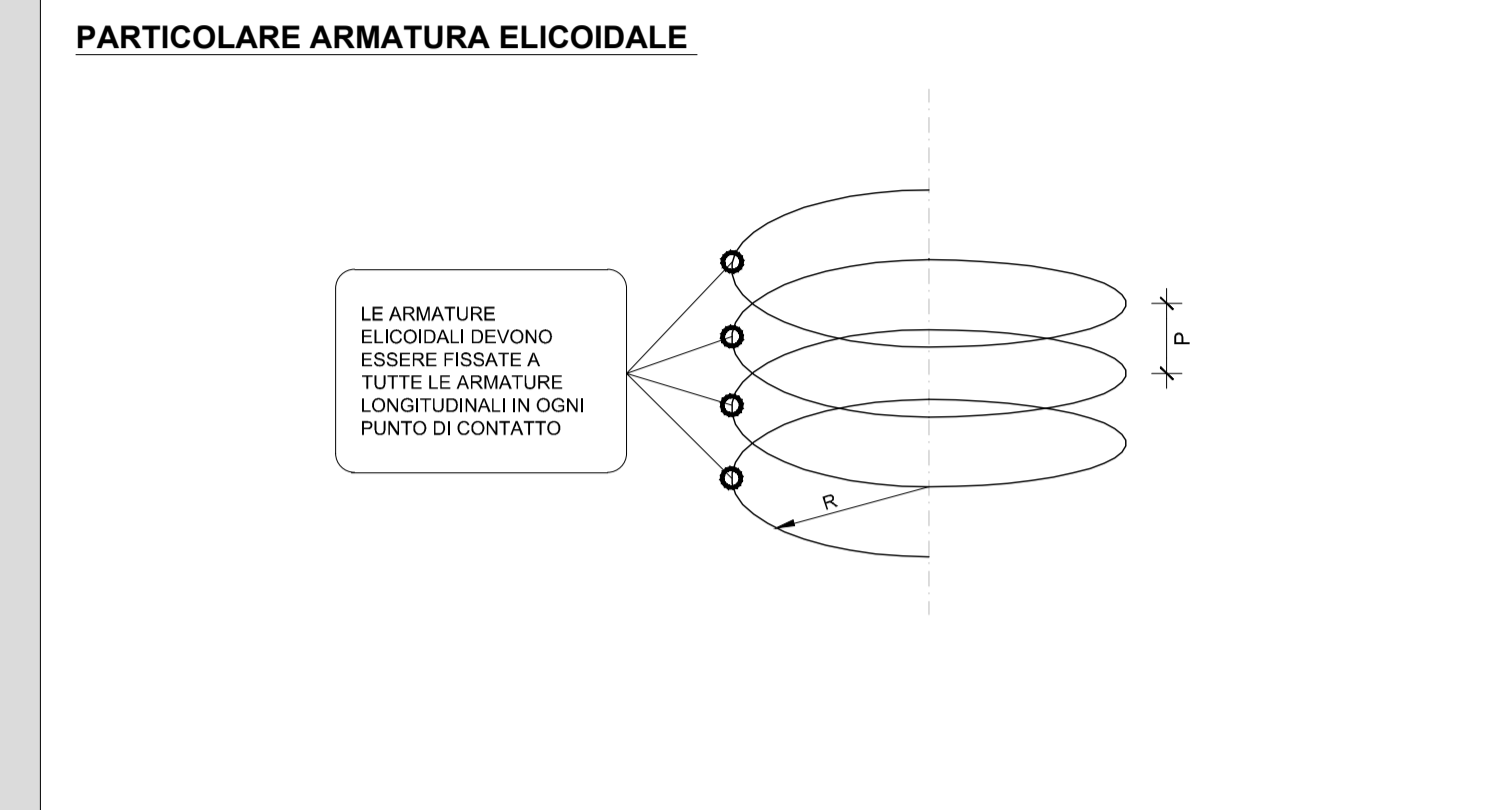 PARTICOLARE ARMATURA ELICOIDALE
LE ARMATURE
ELICOIDALI DEVONO
ESSERE FISSATE A
TUTTE LE ARMATURE
LONGITUDINALI IN OGNI
PUNTO DI CONTATTO
P
R